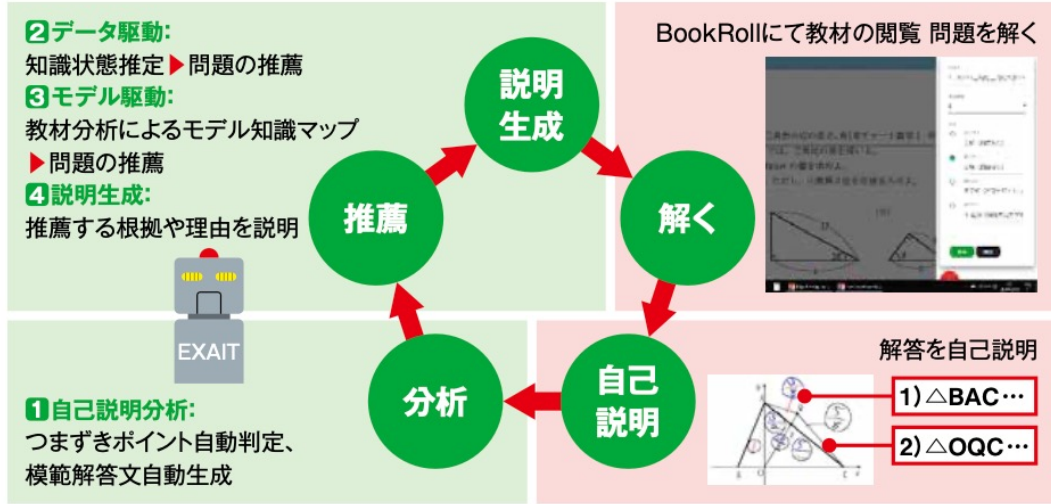 2データ駆動:
知識状態推定▶問題の推薦
3モデル駆動:
教材分析によるモデル知識マップ
▶問題の推薦
4説明生成:
推薦する根拠や理由を説明
EXAIT
1自己説明分析:
つまずきポイント自動判定、
模範解答文自動生成
説明
生成
推薦
解く
分析
自己
説明
BookRollにて教材の閲覧 問題を解く
解答を自己説明
1)△BAC…
2)△OQC…